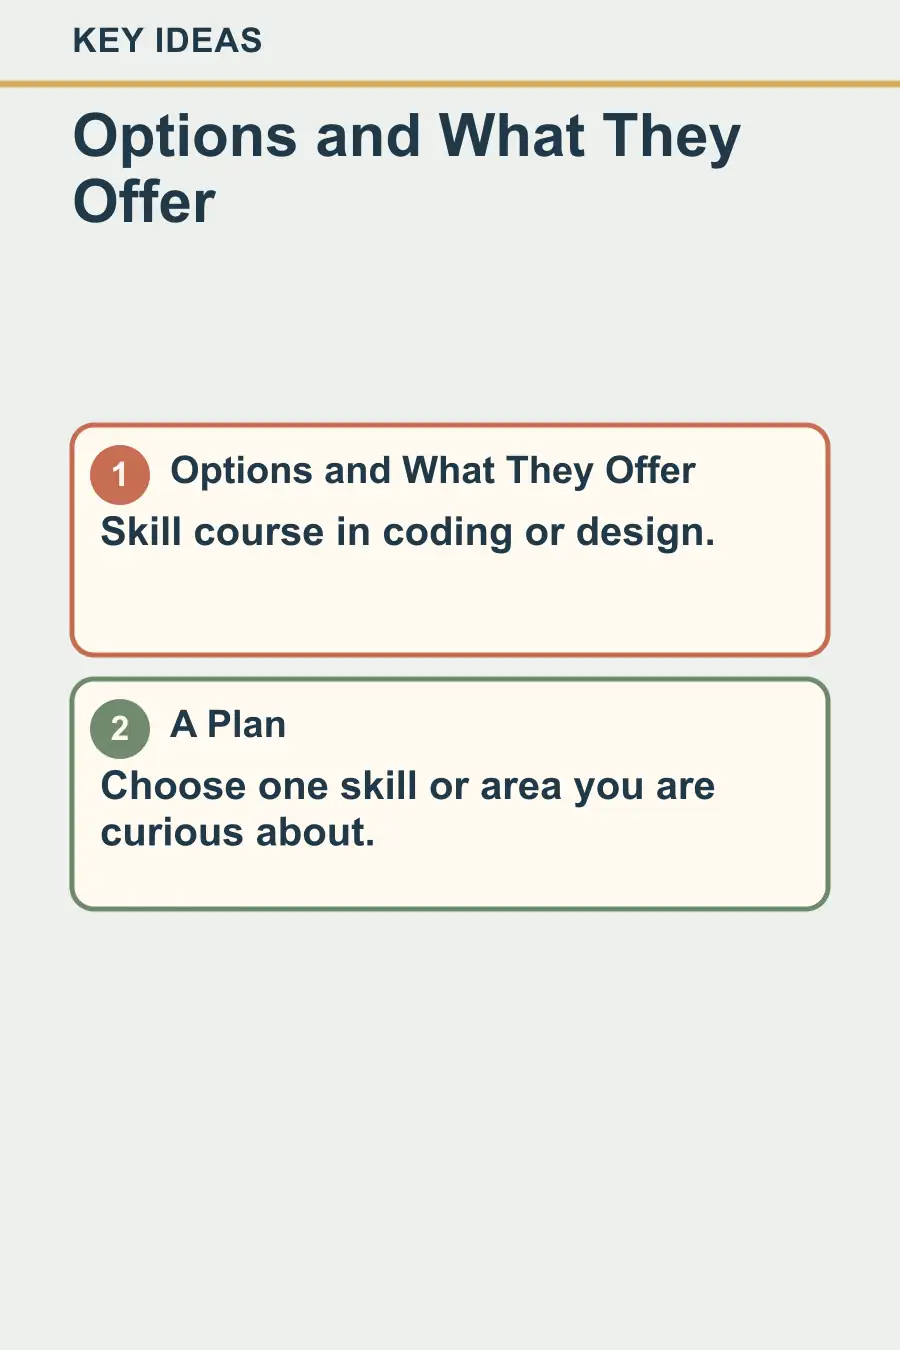 KEY IDEAS
Options and What They
Offer
1 Options and What They Offer
Skill course in coding or design.
2 A Plan
Choose one skill or area you are
curious about.